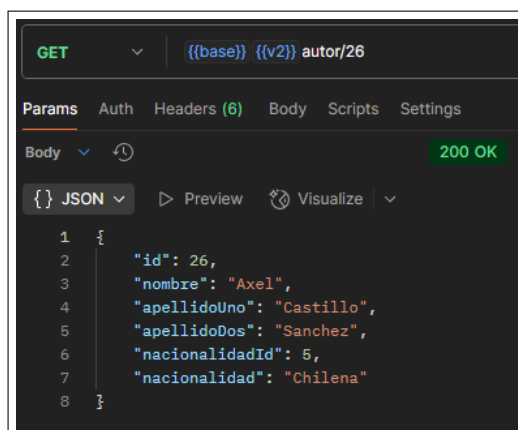 GET {{base}} {{v2}} autor/26
Params Auth Headers (6) Body Scripts Settings
Body 200 OK
{} JSON Preview Visualize
1 {
2 "id": 26,
3 "nombre": "Axel",
4 "apellidoUno": "Castillo",
5 "apellidoDos": "Sanchez",
6 "nacionalidadId": 5,
7 "nacionalidad": "Chilena"
8 }